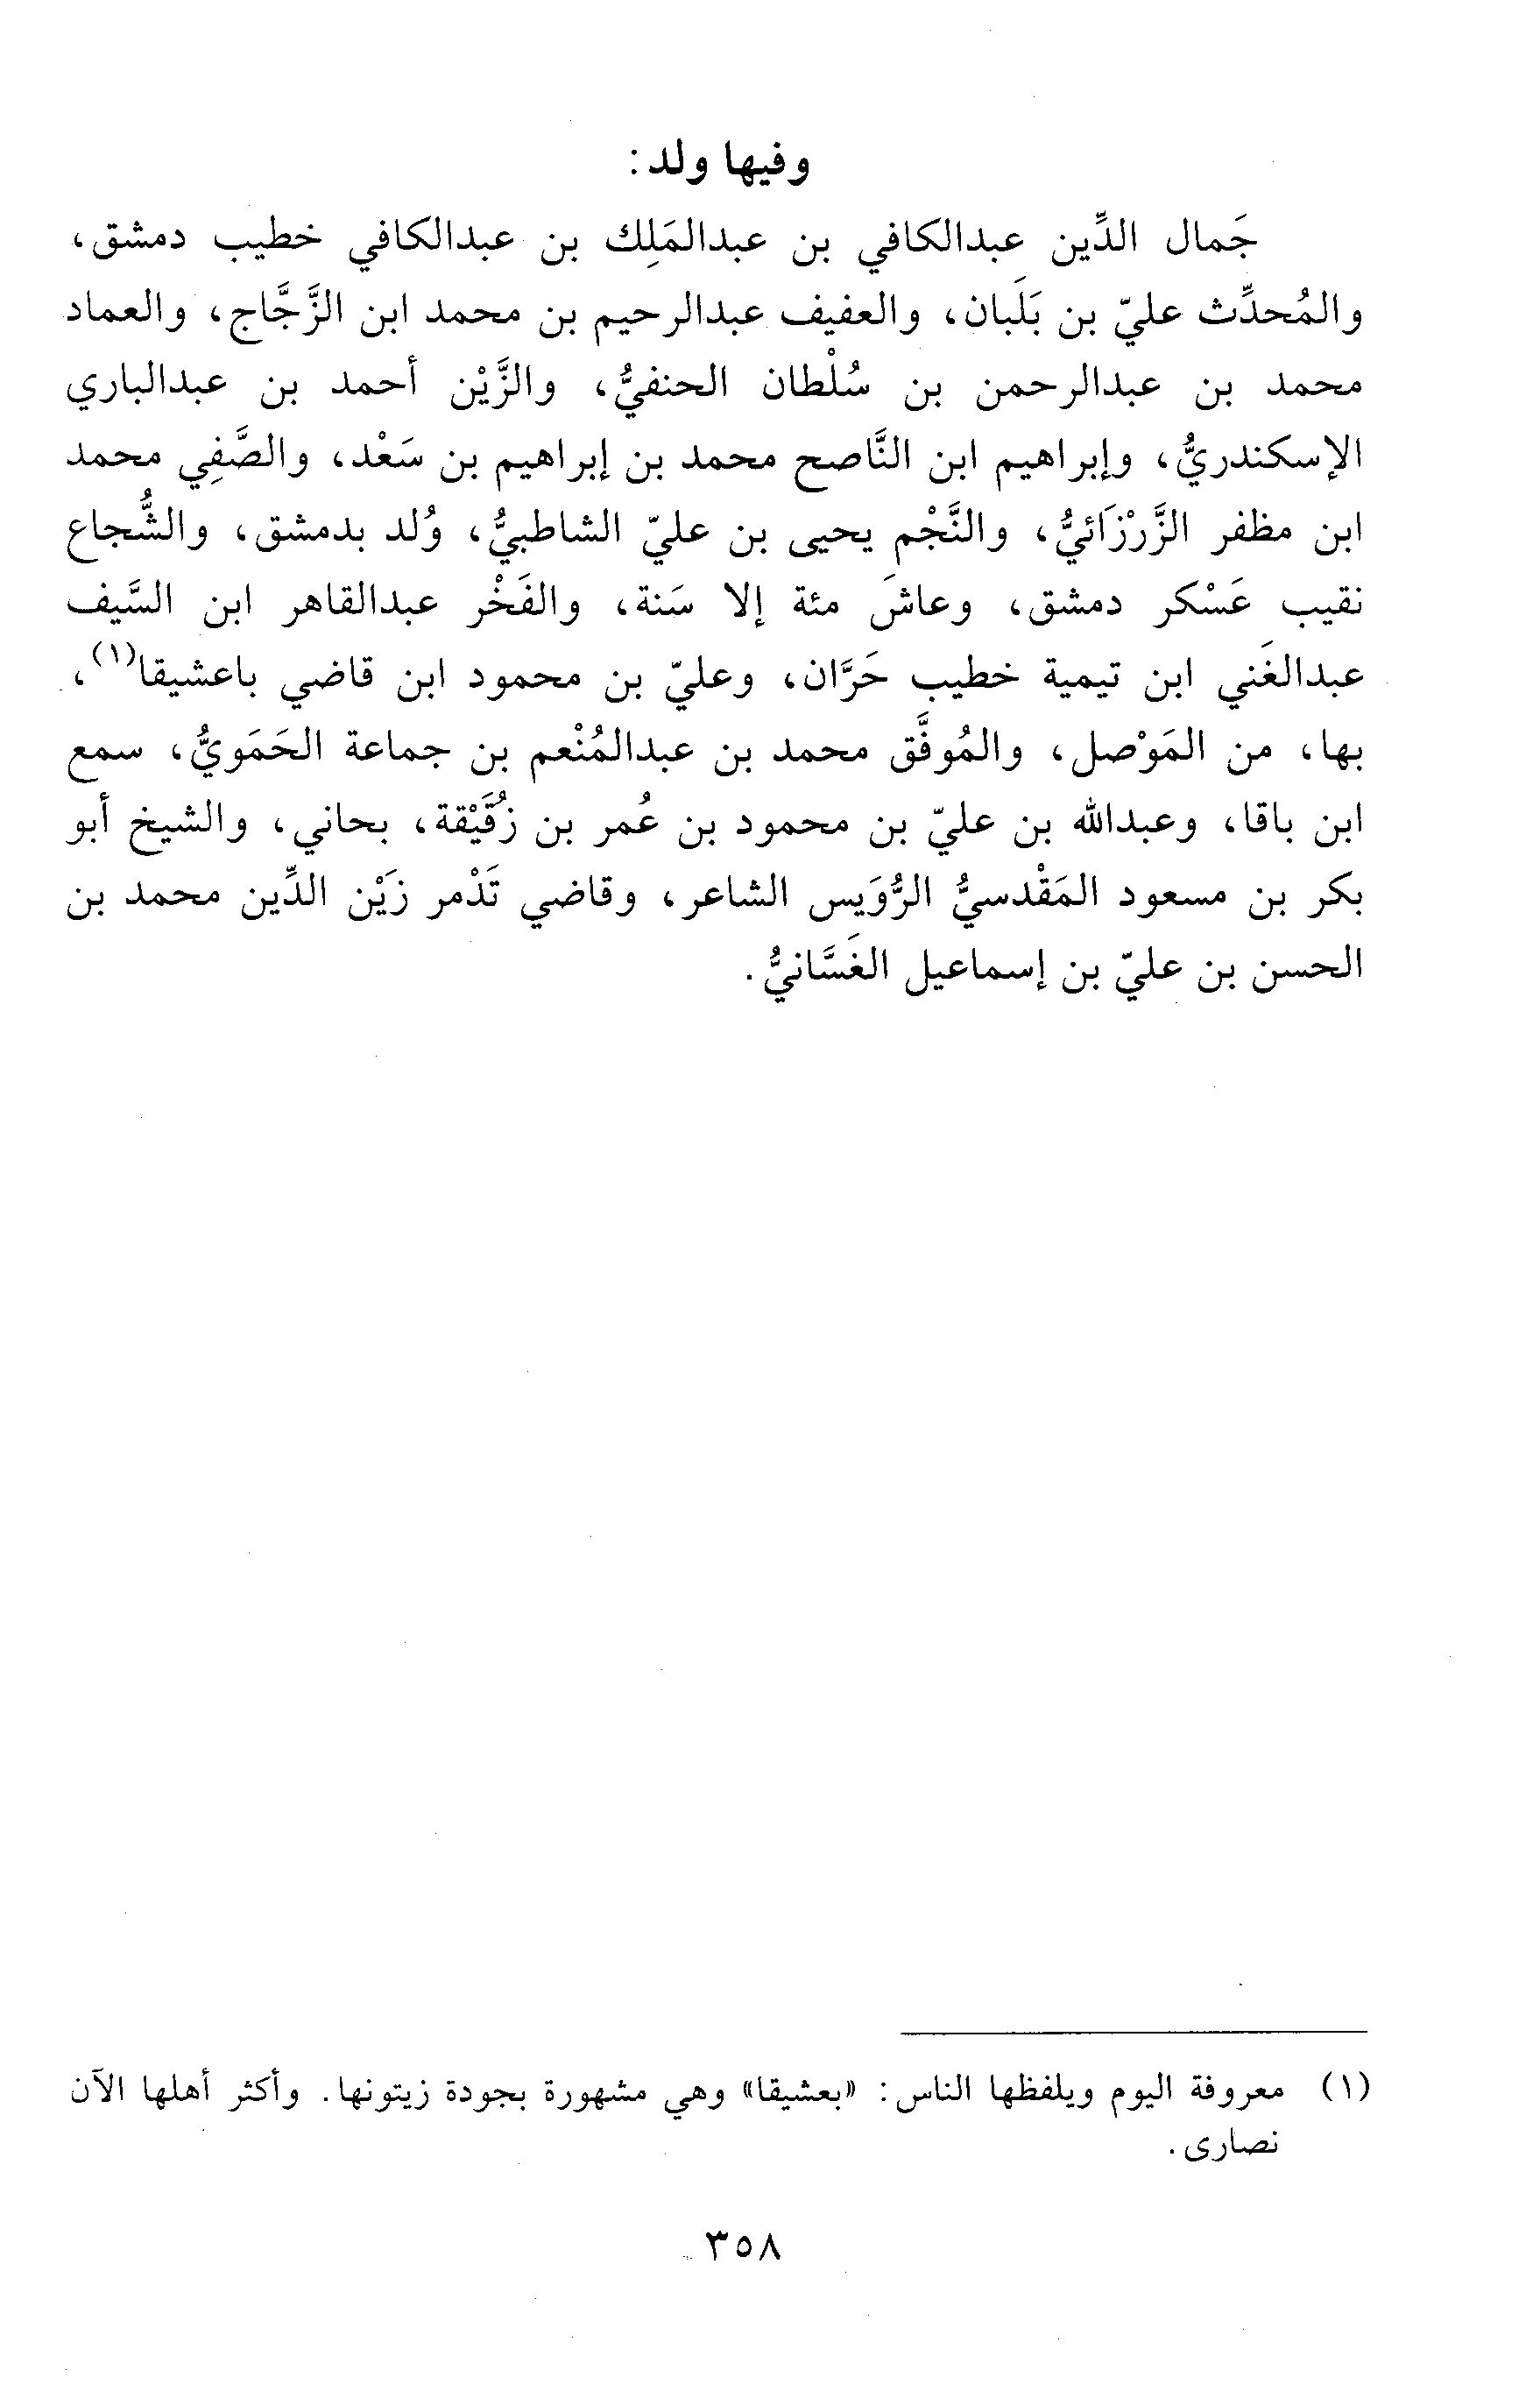 وفيها ولد:
جَمال الدِّين عبدالكافي بن عبدالمَلِك بن عبدالكافي خطيب دمشق،
والمُحدِّث عليّ بن بَلَبان، والعفيف عبدالرحيم بن محمد ابن الزَّجَّاج، والعماد
محمد بن عبدالرحمن بن سُلْطان الحنفيُّ، والزَّيْن أحمد بن عبدالباري
الإسكندريُّ، وإبراهيم ابن النَّاصح محمد بن إبراهيم بن سَعْد، والصَّفِي محمد
ابن مظفر الزَّرْزَائيُّ، والنَّجْم يحيى بن عليّ الشاطبيُّ، وُلد بدمشق، والشُّجاع
نقيب عَسْكر دمشق، وعاشَ مئة إلا سَنة، والفَخْر عبدالقاهر ابن السَّيف
عبدالغَني ابن تيمية خطيب حَرَّان، وعليّ بن محمود ابن قاضي باعشيقا(١)،
بها، من المَوْصل، والمُوفَّق محمد بن عبدالمُنْعم بن جماعة الحَمَويُّ، سمع
ابن باقا، وعبدالله بن عليّ بن محمود بن عُمر بن زُقَيْقة، بحاني، والشيخ أبو
بكر بن مسعود المَقْدسيُّ الرُّوَيس الشاعر، وقاضي تَدْمر زَيْن الدِّين محمد بن
الحسن بن عليّ بن إسماعيل الغَسَّانيُّ.
(١) معروفة اليوم ويلفظها الناس: «بعشيقا» وهي مشهورة بجودة زيتونها. وأكثر أهلها الآن
نصارى.
٣٥٨